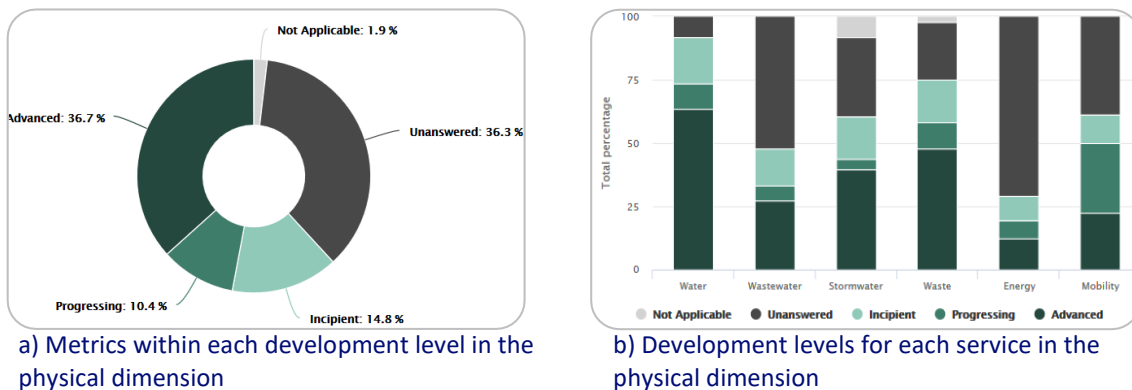 Not Applicable: 1.9 %
Advanced: 36.7 %
Unanswered: 36.3 %
Progressing: 10.4 %
Incipient: 14.8 %
a) Metrics within each development level in the
physical dimension
Total percentage
100
75
50
25
0
Water Wastewater Stormwater Waste Energy Mobility
Not Applicable Unanswered Incipient Progressing Advanced
b) Development levels for each service in the
physical dimension